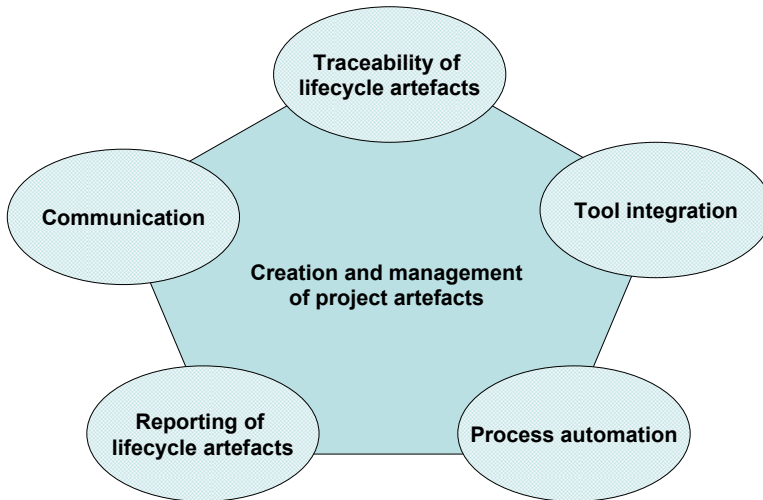 Traceability of
lifecycle artefacts
Communication
Tool integration
Creation and management
of project artefacts
Reporting of
lifecycle artefacts
Process automation